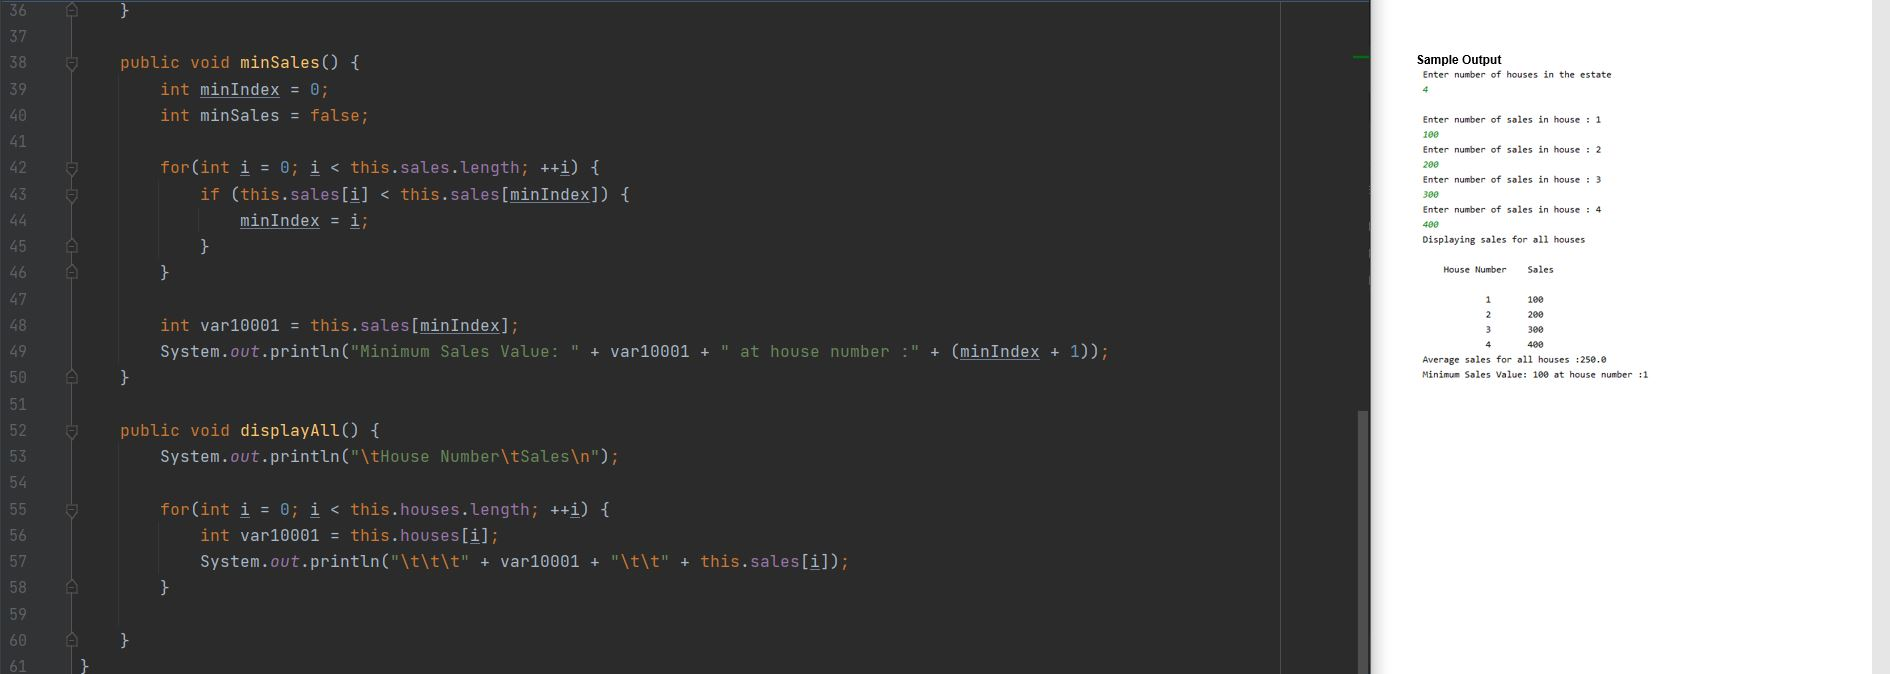 36 }
37
38 public void minSales() {
39 int minIndex = 0;
40 int minSales = false;
41
42 for(int i = 0; i < this.sales.length; ++i) {
43 if (this.sales[i] < this.sales[minIndex]) {
44 minIndex = i;
45 }
46 }
47
48 int var10001 = this.sales[minIndex];
49 System.out.println("Minimum Sales Value: " + var10001 + " at house number :" + (minIndex + 1));
50 }
51
52 public void displayAll() {
53 System.out.println("\tHouse Number\tSales\n");
54
55 for(int i = 0; i < this.houses.length; ++i) {
56 int var10001 = this.houses[i];
57 System.out.println("\t\t\t" + var10001 + "\t\t" + this.sales[i]);
58 }
59
60 }
61 }
Sample Output
Enter number of houses in the estate
4
Enter number of sales in house : 1
100
Enter number of sales in house : 2
200
Enter number of sales in house : 3
300
Enter number of sales in house : 4
400
Displaying sales for all houses
House Number Sales
1 100
2 200
3 300
4 400
Average sales for all houses :250.0
Minimum Sales Value: 100 at house number :1